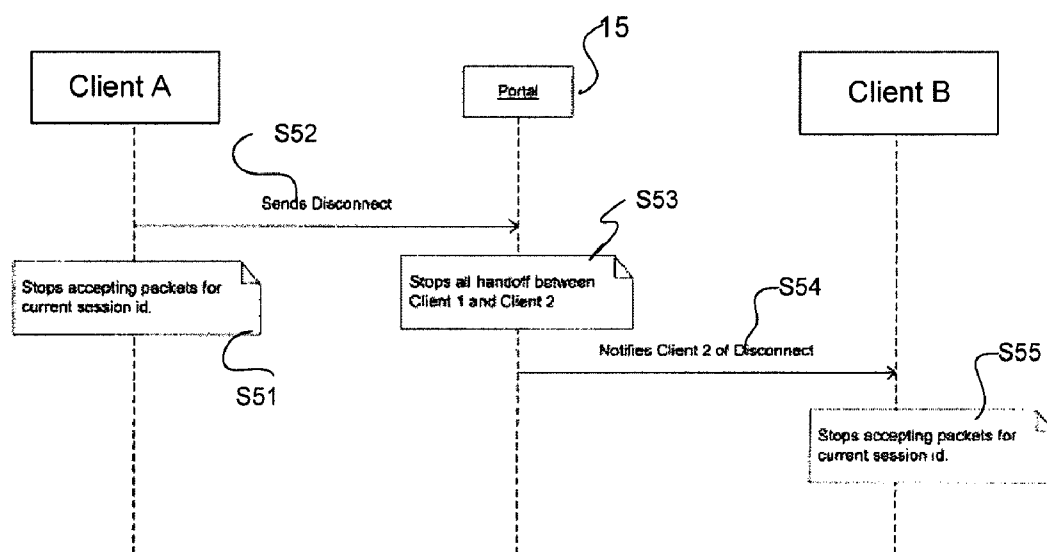 15
Client A
Portal
Client B
S52
Sends Disconnect
S53
Stops accepting packets for
current session id.
Stops all handoff between
Client 1 and Client 2
S54
Notifies Client 2 of Disconnect
S51
S55
Stops accepting packets for
current session id.